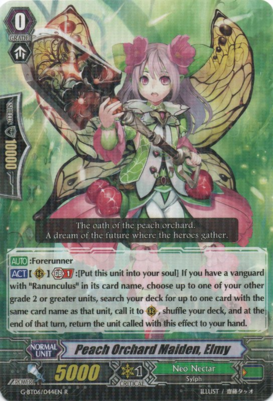 0
10000
The oath of the peach orchard.
A dream of the future where the heroes gather.
AUTO :Forerunner
ACT [ ] 1 :[Put this unit into your soul] If you have a vanguard
with "Ranunculus" in its card name, choose up to one of your other
grade 2 or greater units, search your deck for up to one card with the
same card name as that unit, call it to , shuffle your deck, and at the
end of that turn, return the unit called with this effect to your hand.
NORMAL UNIT
Peach Orchard Maiden, Elmy
5000
1
Neo Nectar
Sylph
G-BT06/044EN R